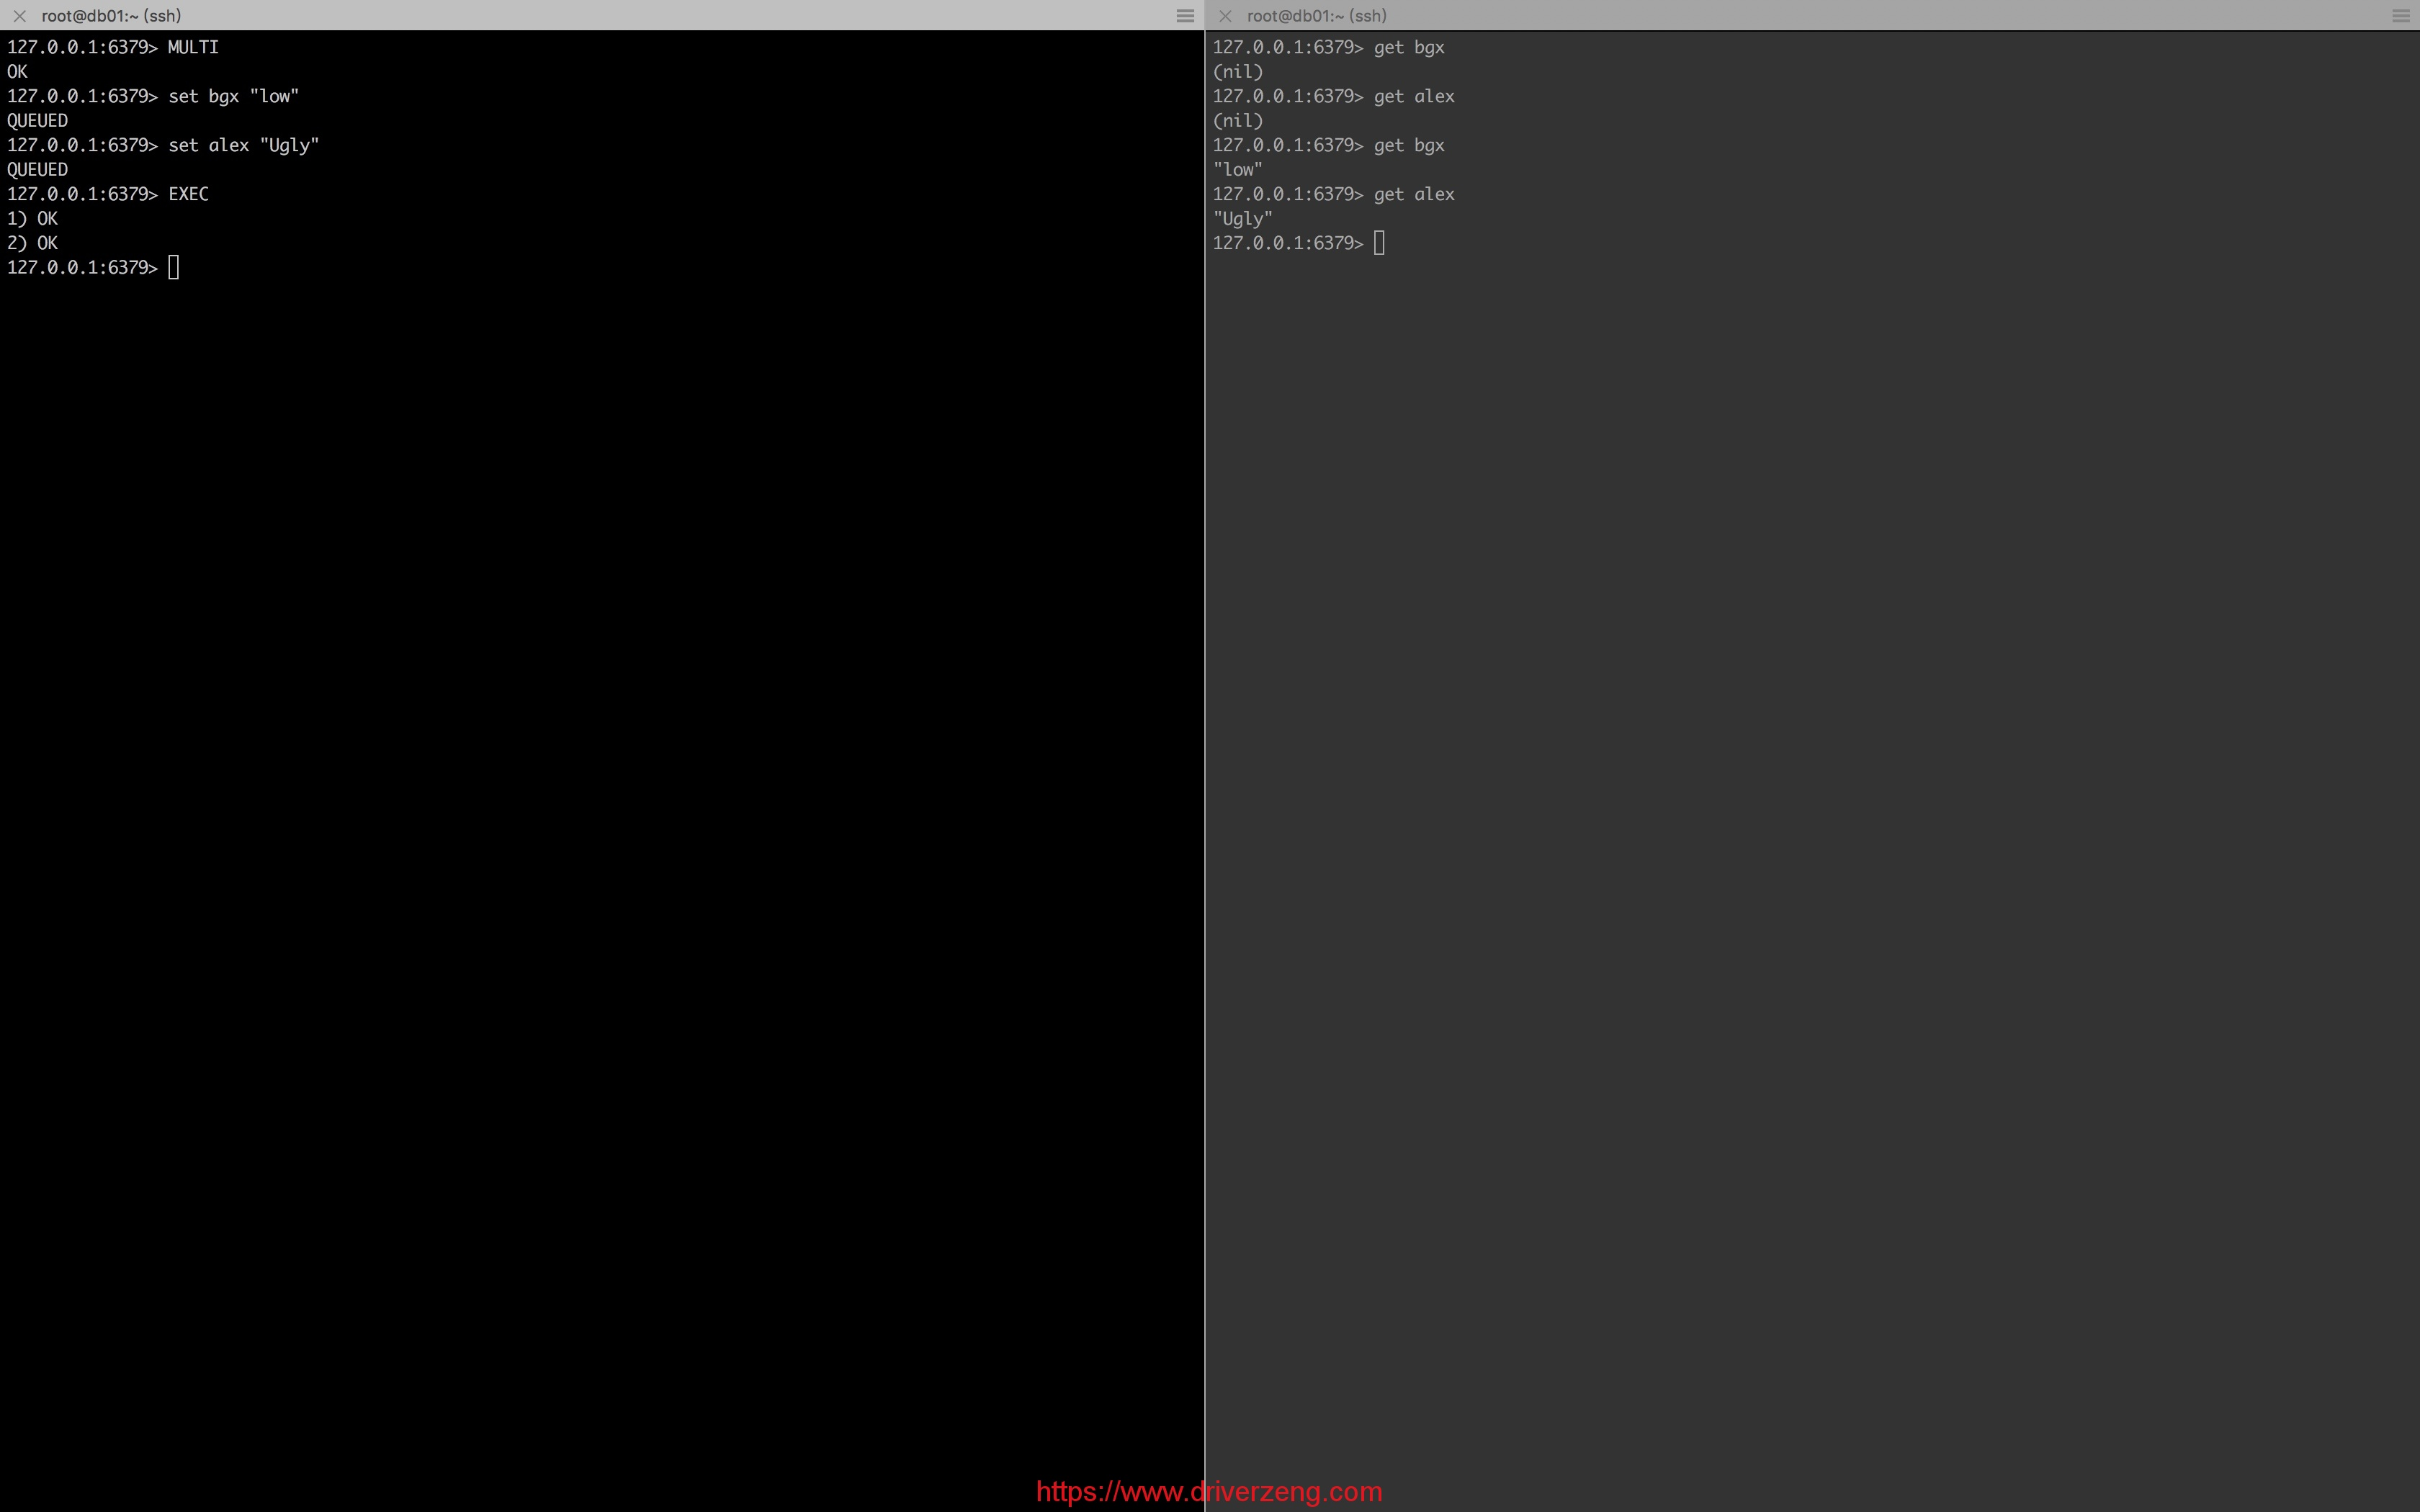 root@db01:~ (ssh)
127.0.0.1:6379> MULTI
OK
127.0.0.1:6379> set bgx "low"
QUEUED
127.0.0.1:6379> set alex "Ugly"
QUEUED
127.0.0.1:6379> EXEC
1) OK
2) OK
127.0.0.1:6379>
root@db01:~ (ssh)
127.0.0.1:6379> get bgx
(nil)
127.0.0.1:6379> get alex
(nil)
127.0.0.1:6379> get bgx
"low"
127.0.0.1:6379> get alex
"Ugly"
127.0.0.1:6379>
https://www.driverzeng.com